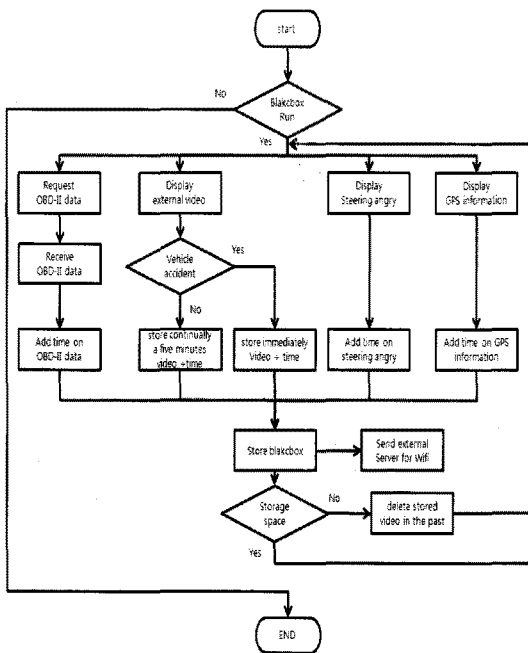 start
No
Blakcbox
Run
Yes
Request
OBD-II data
Display
external video
Display
Steering angry
Display
GPS information
Receive
OBD-II data
Vehicle
accident
Yes
No
Add time on
OBD-II data
store continually
a five minutes
video +time
store immediately
Video + time
Add time on
steering angry
Add time on GPS
information
Store blakcbox
Send external
Server for Wifi
Storage
space
No
delete stored
video in the past
Yes
END